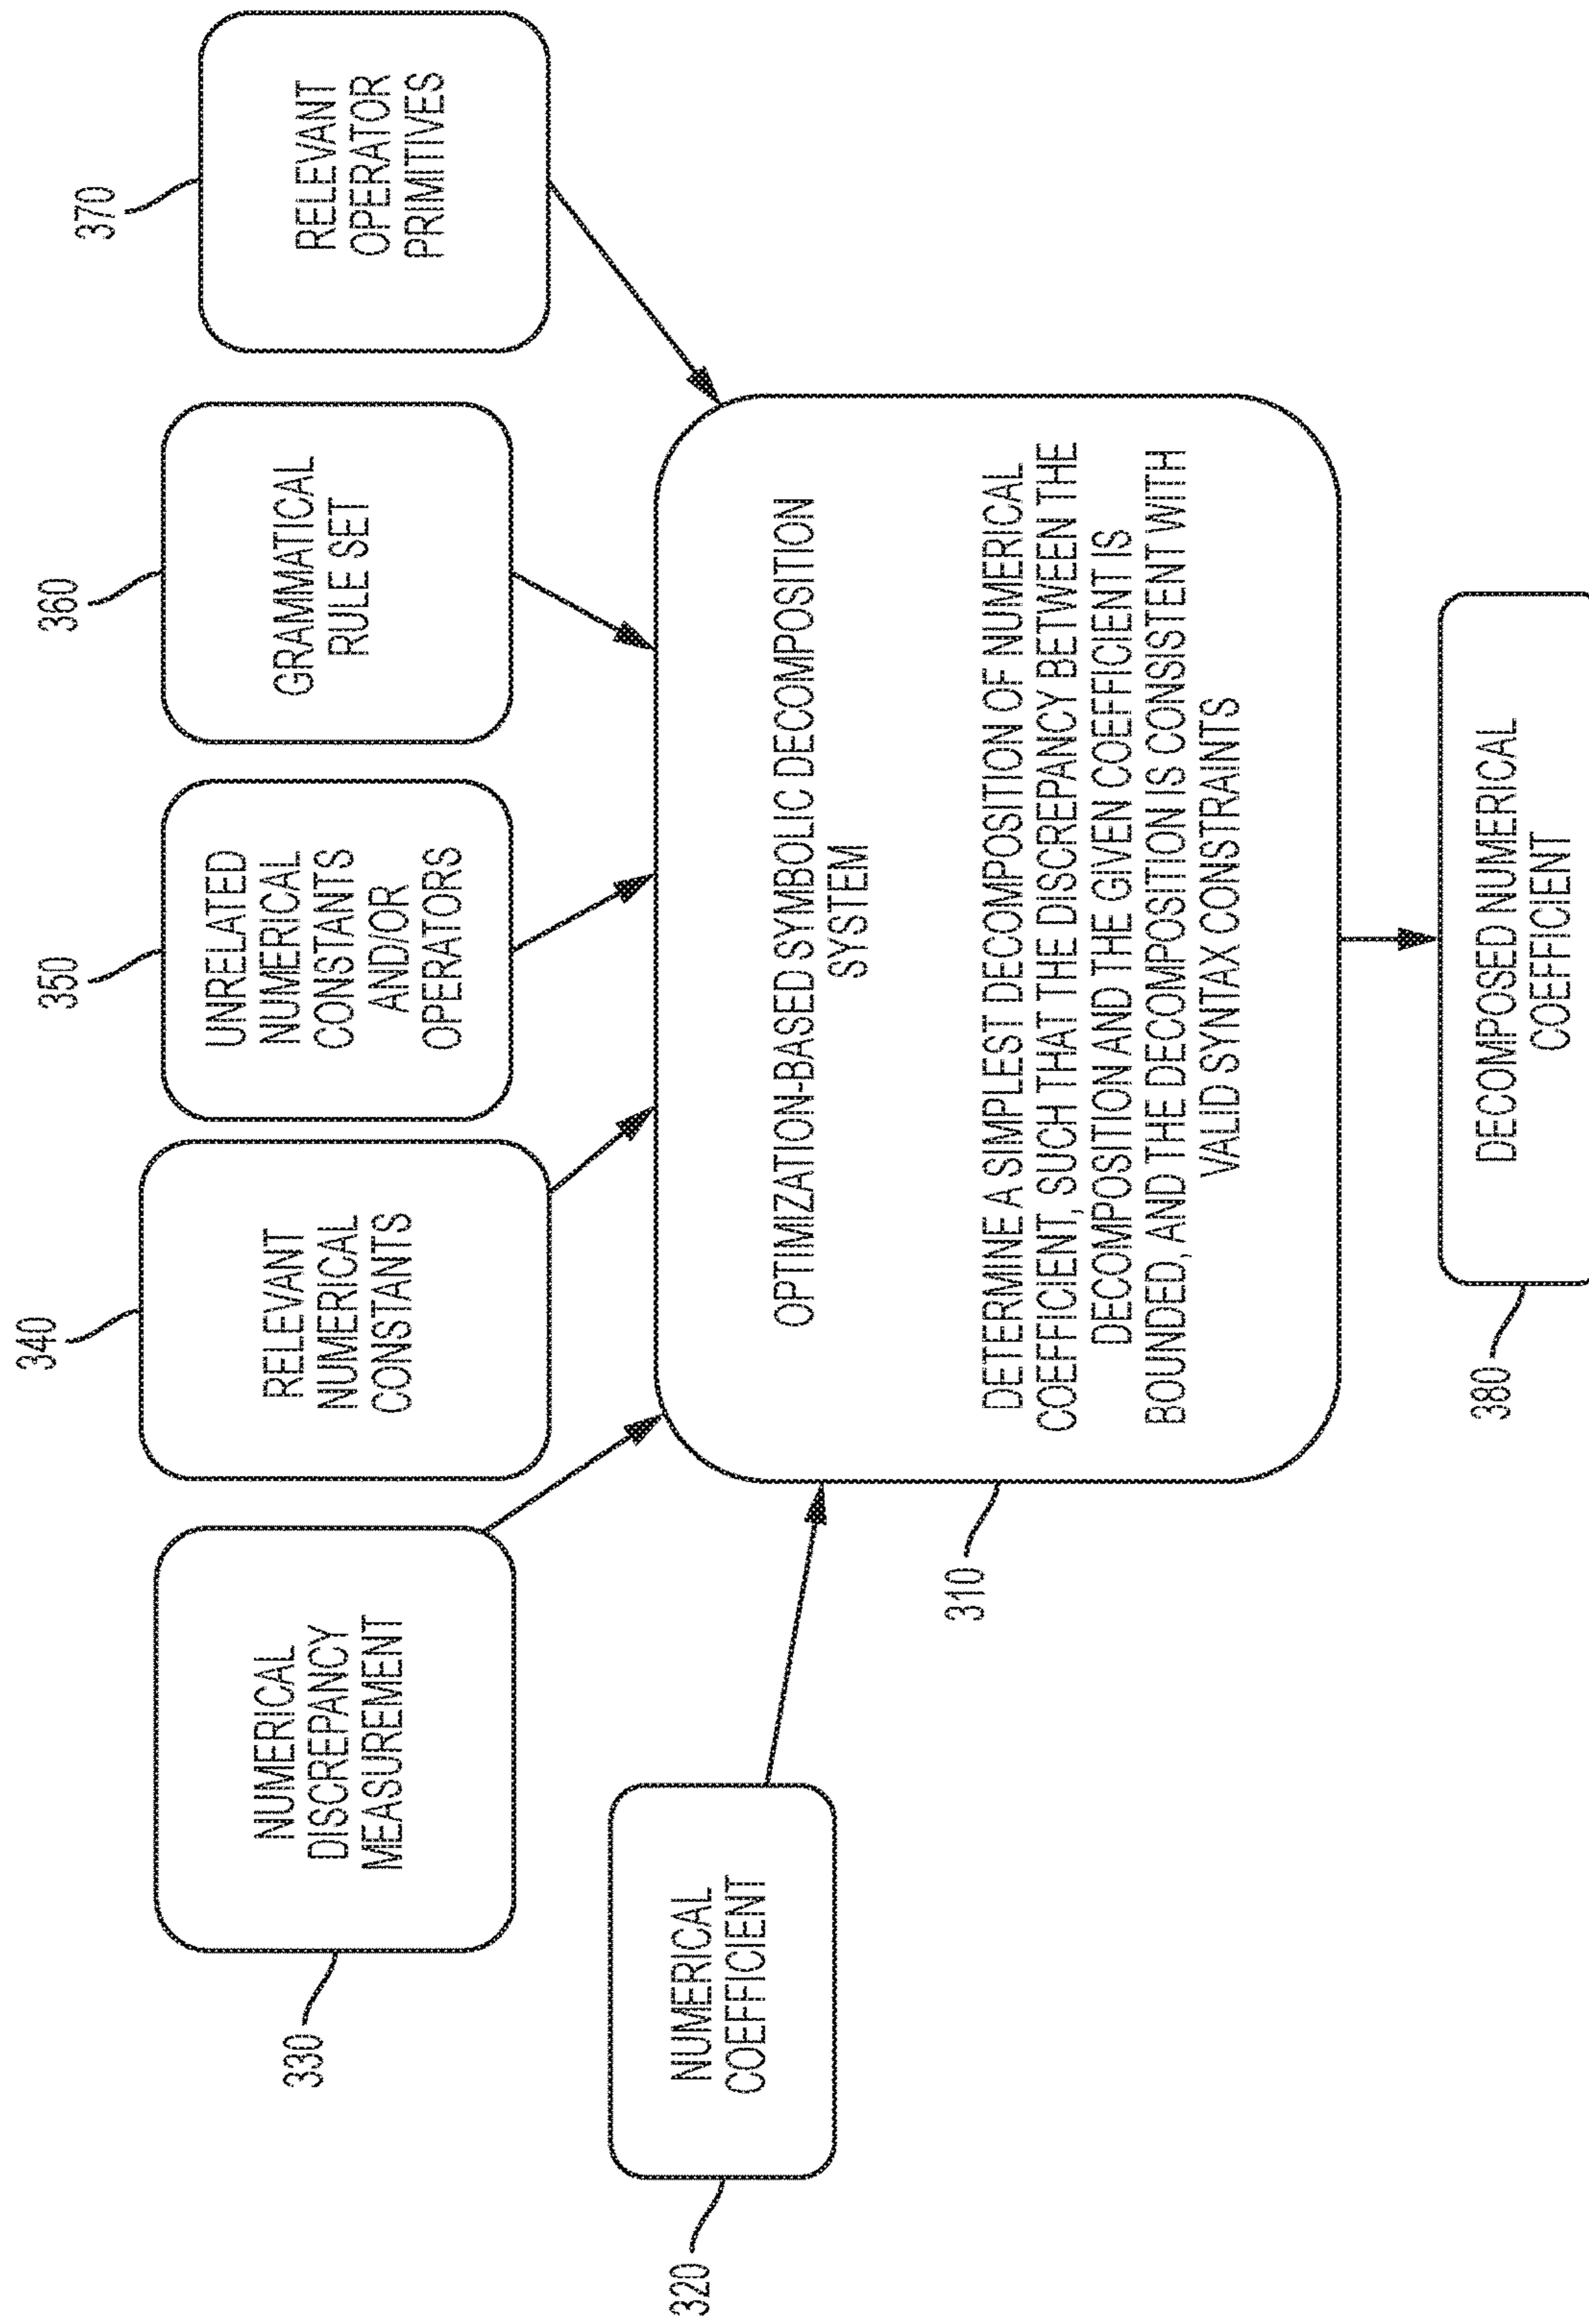 320
NUMERICAL
COEFFICIENT
330
NUMERICAL
DISCREPANCY
MEASUREMENT
340
RELEVANT
NUMERICAL
CONSTANTS
350
UNRELATED
NUMERICAL
CONSTANTS
AND/OR
OPERATORS
360
GRAMMATICAL
RULE SET
370
RELEVANT
OPERATOR
PRIMITIVES
310
OPTIMIZATION-BASED SYMBOLIC DECOMPOSITION
SYSTEM
DETERMINE A SIMPLEST DECOMPOSITION OF NUMERICAL
COEFFICIENT, SUCH THAT THE DISCREPANCY BETWEEN THE
DECOMPOSITION AND THE GIVEN COEFFICIENT IS
BOUNDED, AND THE DECOMPOSITION IS CONSISTENT WITH
VALID SYNTAX CONSTRAINTS
380
DECOMPOSED NUMERICAL
COEFFICIENT